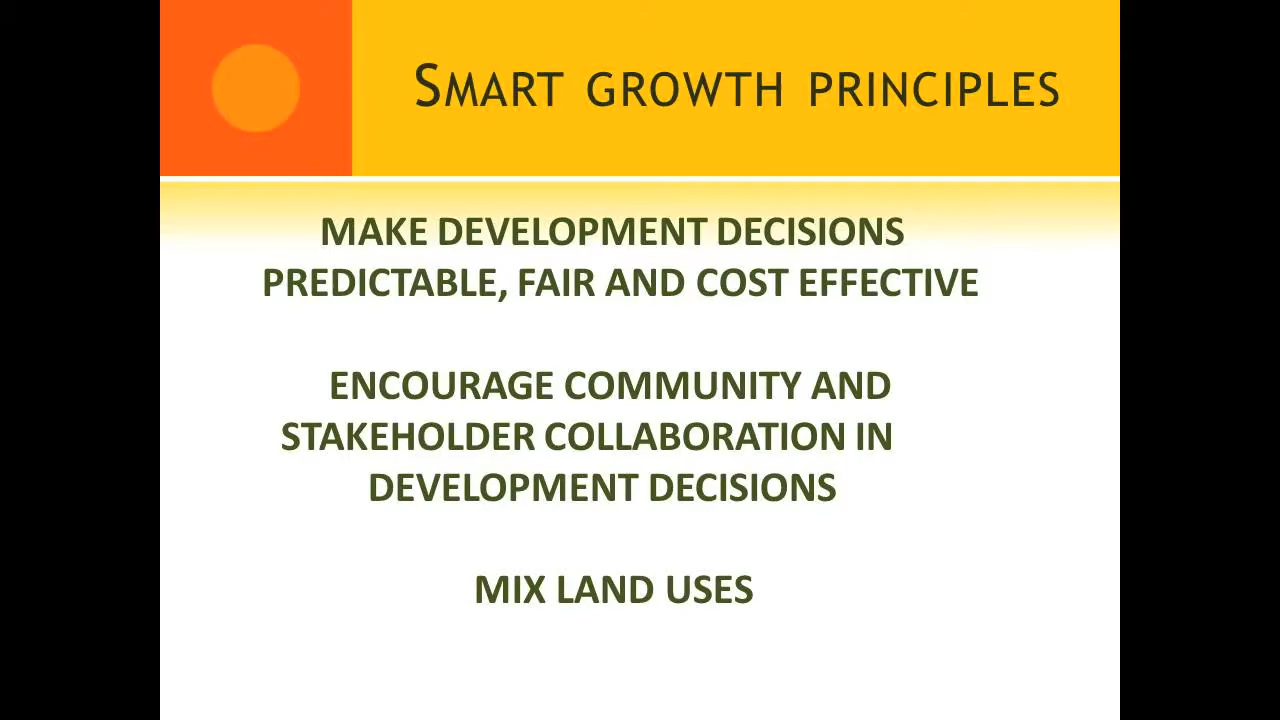 SMART GROWTH PRINCIPLES
MAKE DEVELOPMENT DECISIONS
PREDICTABLE, FAIR AND COST EFFECTIVE
ENCOURAGE COMMUNITY AND
STAKEHOLDER COLLABORATION IN
DEVELOPMENT DECISIONS
MIX LAND USES